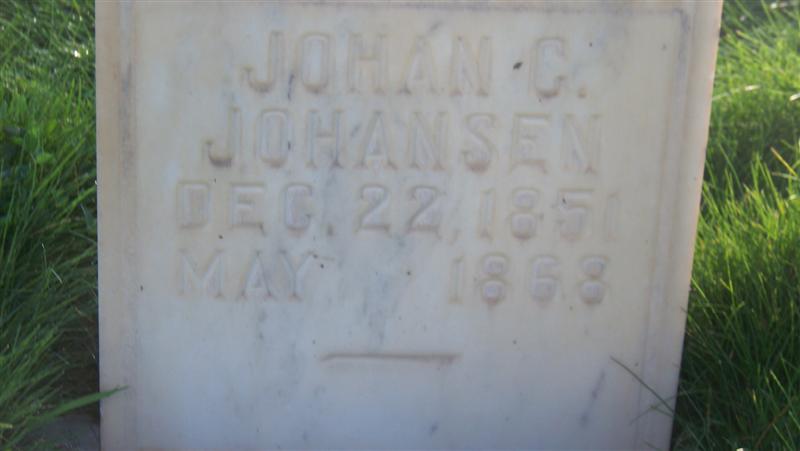 JOHAN C.
JOHANSEN
DEC. 22, 1851
MAY 1868